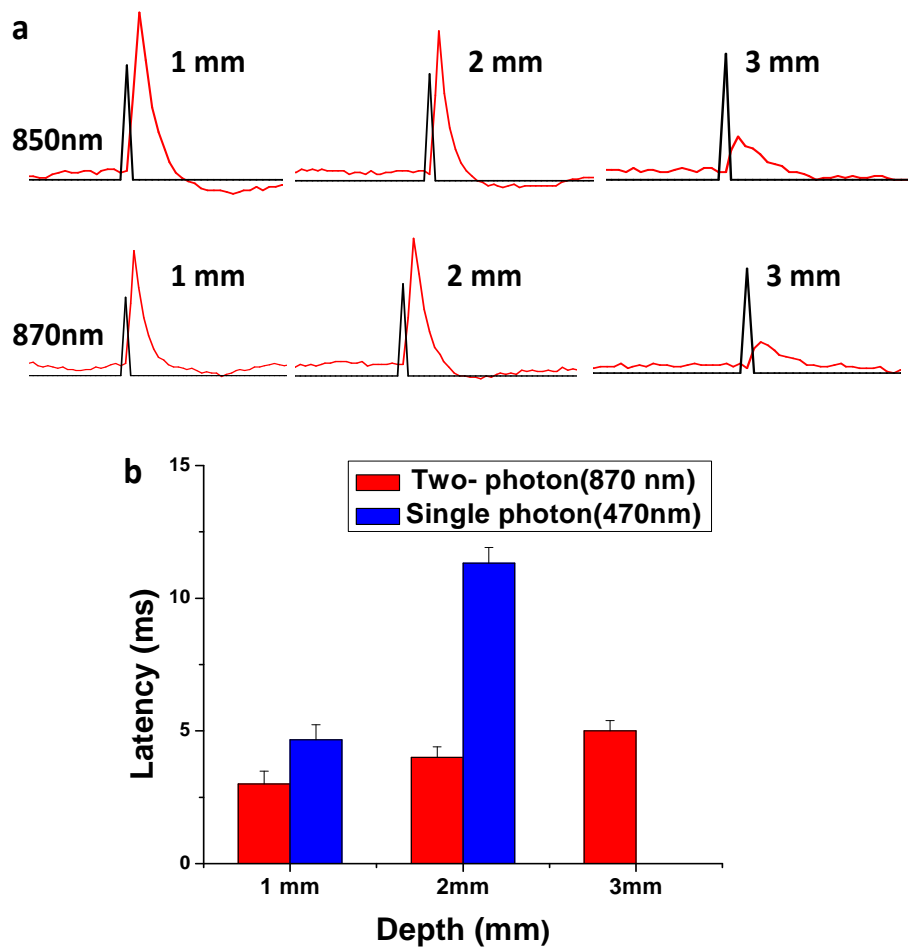 a
1 mm
2 mm
3 mm
850nm
1 mm
2 mm
3 mm
870nm
b
15
10
5
0
Latency (ms)
Two- photon(870 nm)
Single photon(470nm)
1 mm
2mm
3mm
Depth (mm)